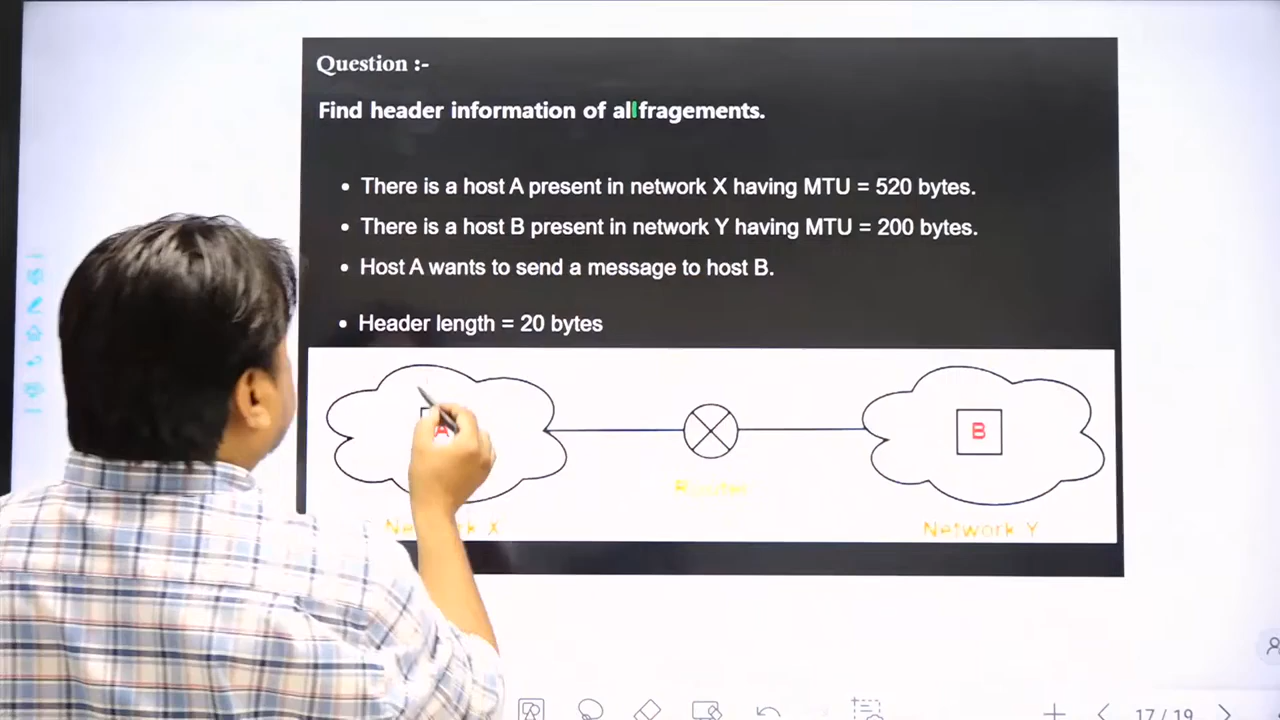 Question :-
Find header information of all fragements.
• There is a host A present in network X having MTU = 520 bytes.
• There is a host B present in network Y having MTU = 200 bytes.
• Host A wants to send a message to host B.
• Header length = 20 bytes
A
B
Router
Network X
Network Y
17/19